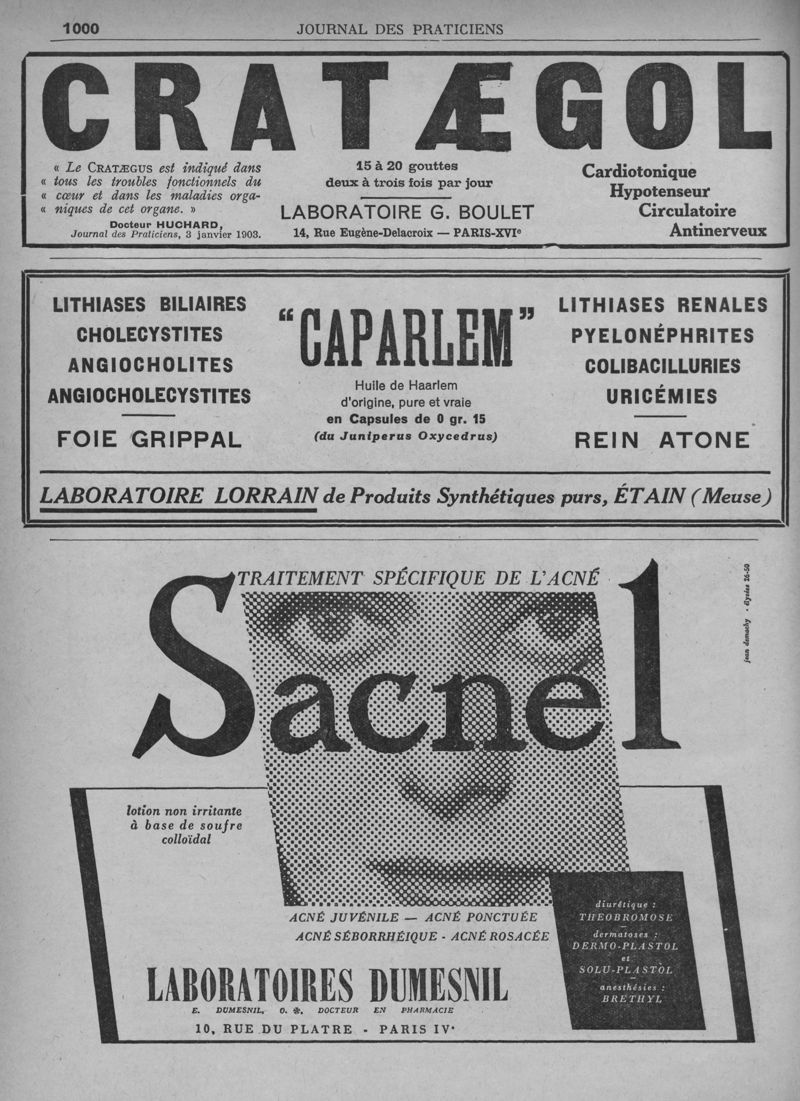 1000
JOURNAL DES PRATICIENS
CRATÆGOL
« Le CRATÆGUS est indiqué dans
« tous les troubles fonctionnels du
« cœur et dans les maladies orga-
« niques de cet organe. »
Docteur HUCHARD,
Journal des Praticiens, 3 janvier 1903.
15 à 20 gouttes
deux à trois fois par jour
LABORATOIRE G. BOULET
14, Rue Eugène-Delacroix — PARIS-XVIe
Cardiotonique
Hypotenseur
Circulatoire
Antinerveux
LITHIASES BILIAIRES
CHOLECYSTITES
ANGIOCHOLITES
ANGIOCHOLECYSTITES
FOIE GRIPPAL
“CAPARLEM”
Huile de Haarlem
d'origine, pure et vraie
en Capsules de 0 gr. 15
(du Juniperus Oxycedrus)
LITHIASES RENALES
PYELONÉPHRITES
COLIBACILLURIES
URICÉMIES
REIN ATONE
LABORATOIRE LORRAIN de Produits Synthétiques purs, ÉTAIN (Meuse)
TRAITEMENT SPÉCIFIQUE DE L'ACNÉ
Sacnél
jean damachy - élysées 26-50
lotion non irritante
à base de soufre
colloïdal
ACNÉ JUVÉNILE — ACNÉ PONCTUÉE
ACNÉ SÉBORRHÉIQUE - ACNÉ ROSACÉE
LABORATOIRES DUMESNIL
E. DUMESNIL, O. ✻, DOCTEUR EN PHARMACIE
10, RUE DU PLATRE - PARIS IVe
diurétique :
THEOBROMOSE
dermatoses :
DERMO-PLASTOL
et
SOLU-PLASTOL
anesthésies :
BRETHYL